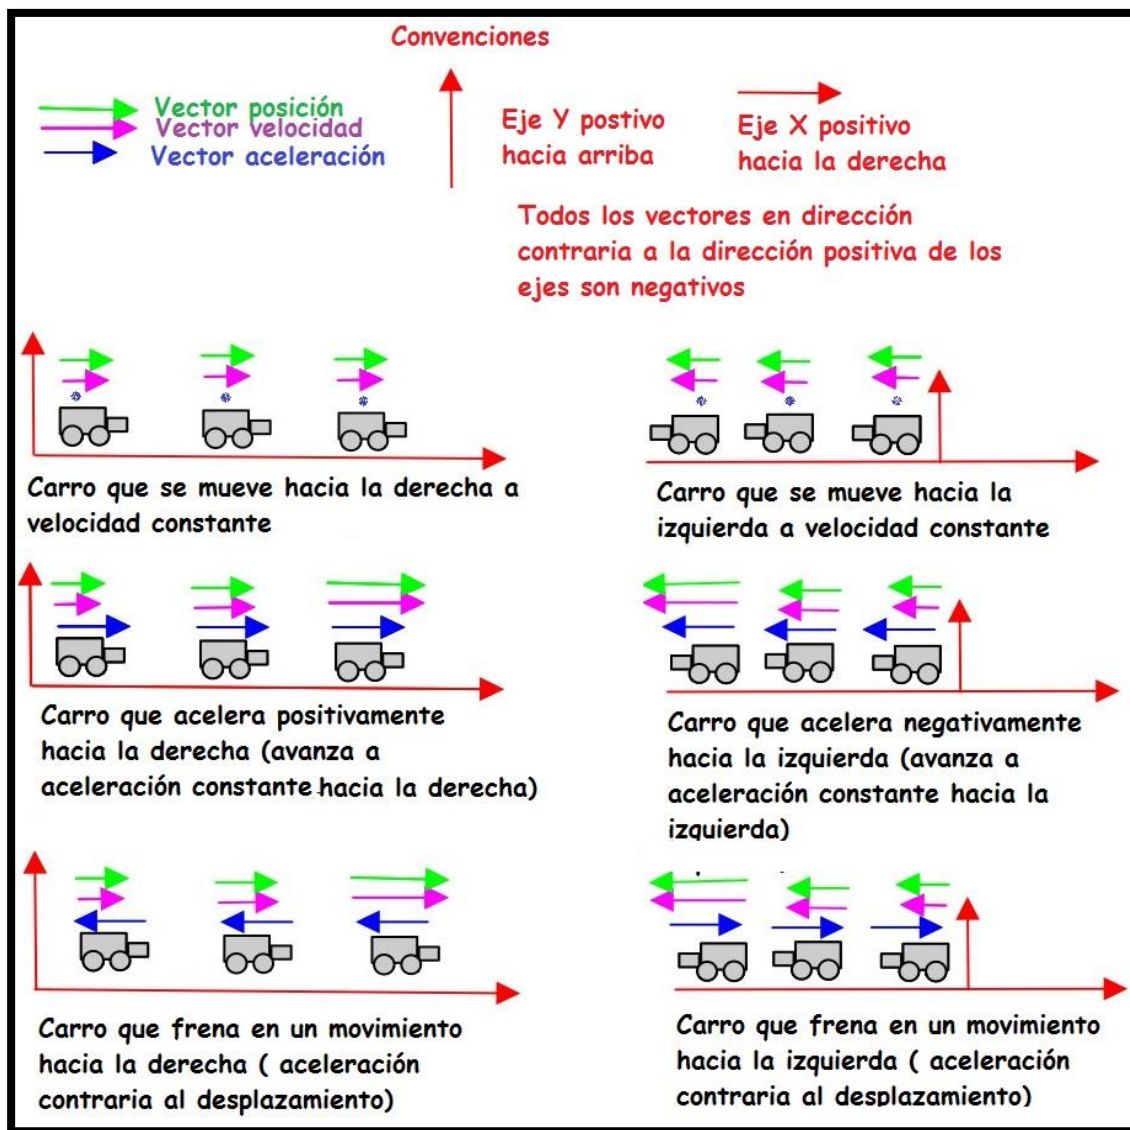 Convenciones
Vector posición
Vector velocidad
Vector aceleración
Eje Y postivo
hacia arriba
Eje X positivo
hacia la derecha
Todos los vectores en dirección
contraria a la dirección positiva de los
ejes son negativos
Carro que se mueve hacia la derecha a
velocidad constante
Carro que se mueve hacia la
izquierda a velocidad constante
Carro que acelera positivamente
hacia la derecha (avanza a
aceleración constante hacia la derecha)
Carro que acelera negativamente
hacia la izquierda (avanza a
aceleración constante hacia la
izquierda)
Carro que frena en un movimiento
hacia la derecha ( aceleración
contraria al desplazamiento)
Carro que frena en un movimiento
hacia la izquierda ( aceleración
contraria al desplazamiento)